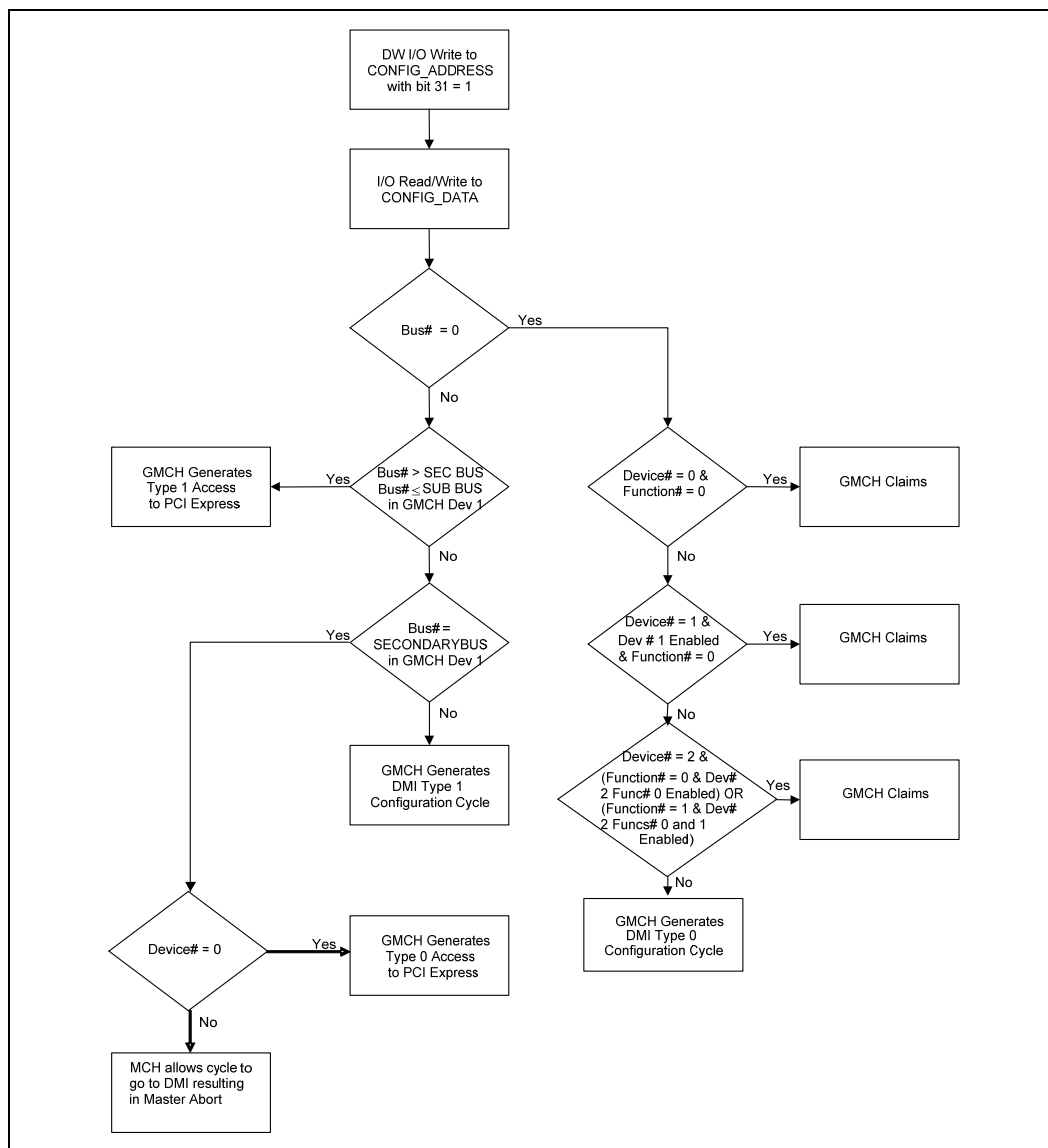 DW I/O Write to
CONFIG_ADDRESS
with bit 31 = 1
I/O Read/Write to
CONFIG_DATA
Bus# = 0
Yes
No
Bus# > SEC BUS
Bus# ≤ SUB BUS
in GMCH Dev 1
Yes
GMCH Generates
Type 1 Access
to PCI Express
No
Device# = 0 &
Function# = 0
Yes
GMCH Claims
No
Bus# =
SECONDARYBUS
in GMCH Dev 1
Yes
No
Device# = 1 &
Dev # 1 Enabled
& Function# = 0
Yes
GMCH Claims
No
GMCH Generates
DMI Type 1
Configuration Cycle
Device# = 2 &
(Function# = 0 & Dev#
2 Func# 0 Enabled) OR
(Function# = 1 & Dev#
2 Funcs# 0 and 1
Enabled)
Yes
GMCH Claims
No
GMCH Generates
DMI Type 0
Configuration Cycle
Device# = 0
Yes
GMCH Generates
Type 0 Access
to PCI Express
No
MCH allows cycle to
go to DMI resulting
in Master Abort